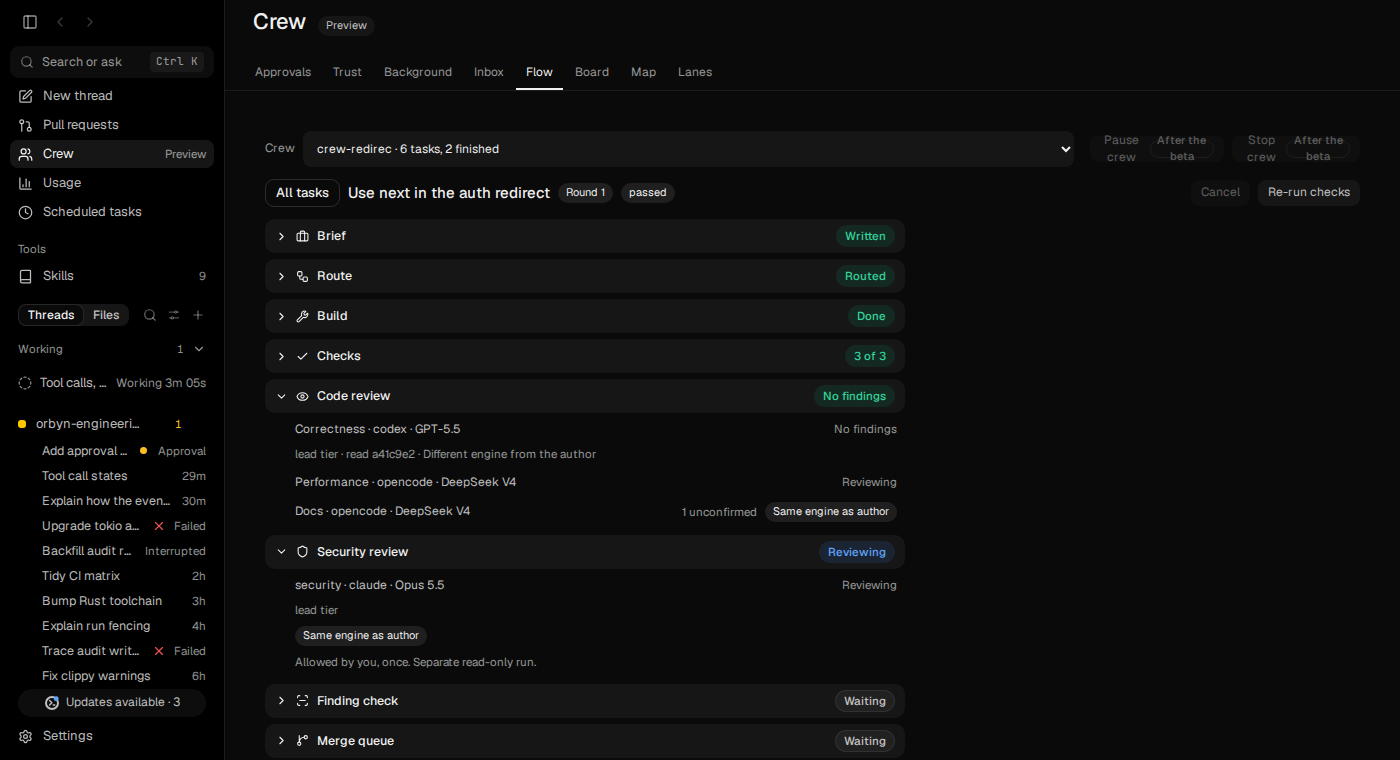 Crew Preview
Search or ask Ctrl K
New thread
Pull requests
Crew Preview
Usage
Scheduled tasks
Tools
Skills 9
Threads Files
Working 1
Tool calls, ... Working 3m 05s
orbyn-engineeri... 1
Add approval ... Approval
Tool call states 29m
Explain how the even... 30m
Upgrade tokio a... Failed
Backfill audit r... Interrupted
Tidy CI matrix 2h
Bump Rust toolchain 3h
Explain run fencing 4h
Trace audit writ... Failed
Fix clippy warnings 6h
Updates available · 3
Settings
Approvals Trust Background Inbox Flow Board Map Lanes
Crew crew-redirec · 6 tasks, 2 finished
Pause crew After the beta
Stop crew After the beta
All tasks Use next in the auth redirect Round 1 passed
Cancel Re-run checks
Brief Written
Route Routed
Build Done
Checks 3 of 3
Code review No findings
Correctness · codex · GPT-5.5 No findings
lead tier · read a41c9e2 · Different engine from the author
Performance · opencode · DeepSeek V4 Reviewing
Docs · opencode · DeepSeek V4 1 unconfirmed Same engine as author
Security review Reviewing
security · claude · Opus 5.5 Reviewing
lead tier
Same engine as author
Allowed by you, once. Separate read-only run.
Finding check Waiting
Merge queue Waiting